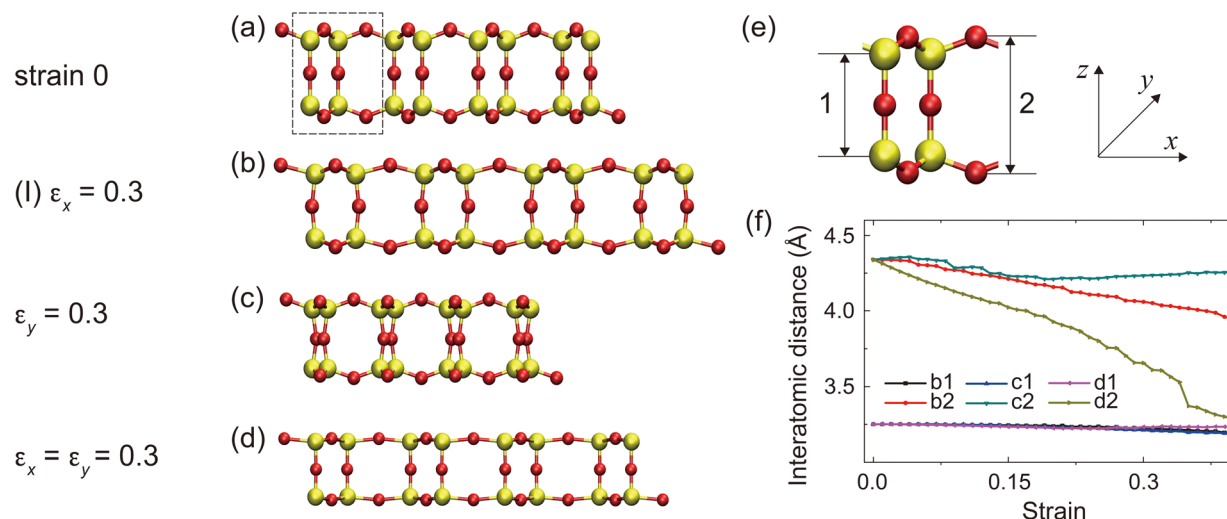 strain 0
(a)
(I) εx = 0.3
(b)
εy = 0.3
(c)
εx = εy = 0.3
(d)
(e)
1
2
z
y
x
(f)
Interatomic distance (Å)
4.5
4.0
3.5
b1 c1 d1
b2 c2 d2
0.0 0.15 0.3
Strain